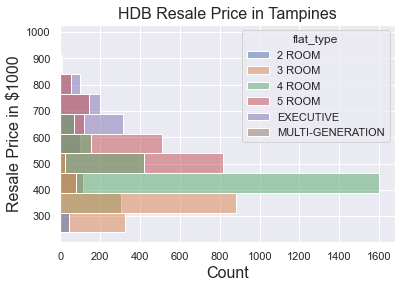 HDB Resale Price in Tampines
Resale Price in $1000
1000
900
800
700
600
500
400
300
flat_type
2 ROOM
3 ROOM
4 ROOM
5 ROOM
EXECUTIVE
MULTI-GENERATION
0 200 400 600 800 1000 1200 1400 1600
Count